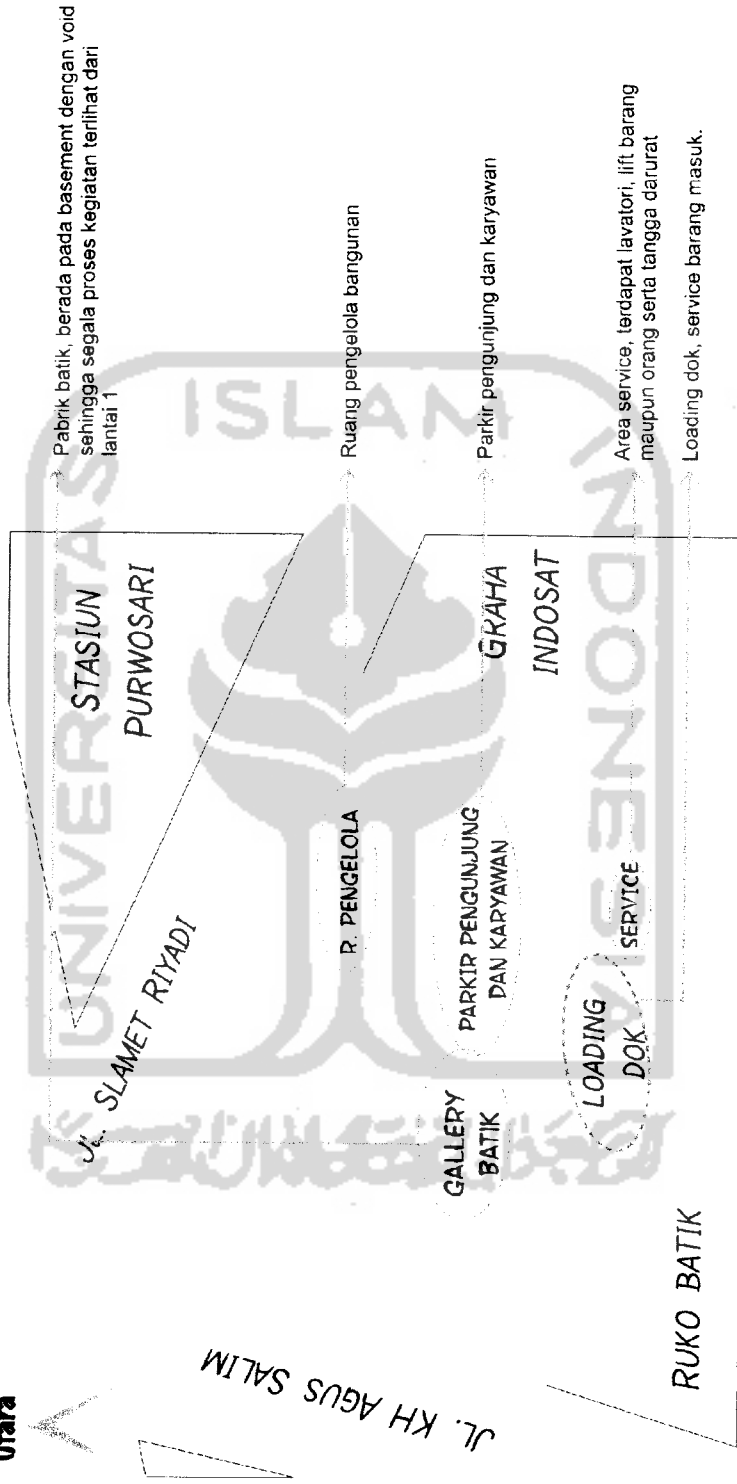 Utara
JL. KH AGUS SALIM
JL. SLAMET RIYADI
STASIUN
PURWOSARI
Pabrik batik, berada pada basement dengan void
sehingga segala proses kegiatan terlihat dari
lantai 1
R. PENGELOLA
Ruang pengelola bangunan
GALLERY
BATIK
PARKIR PENGUNJUNG
DAN KARYAWAN
GRAHA
INDOSAT
Parkir pengunjung dan karyawan
LOADING
DOK
SERVICE
Area service, terdapat lavatori, lift barang
maupun orang serta tangga darurat
Loading dok, service barang masuk.
RUKO BATIK
UNIVERSITAS
ISLAM
INDONESIA